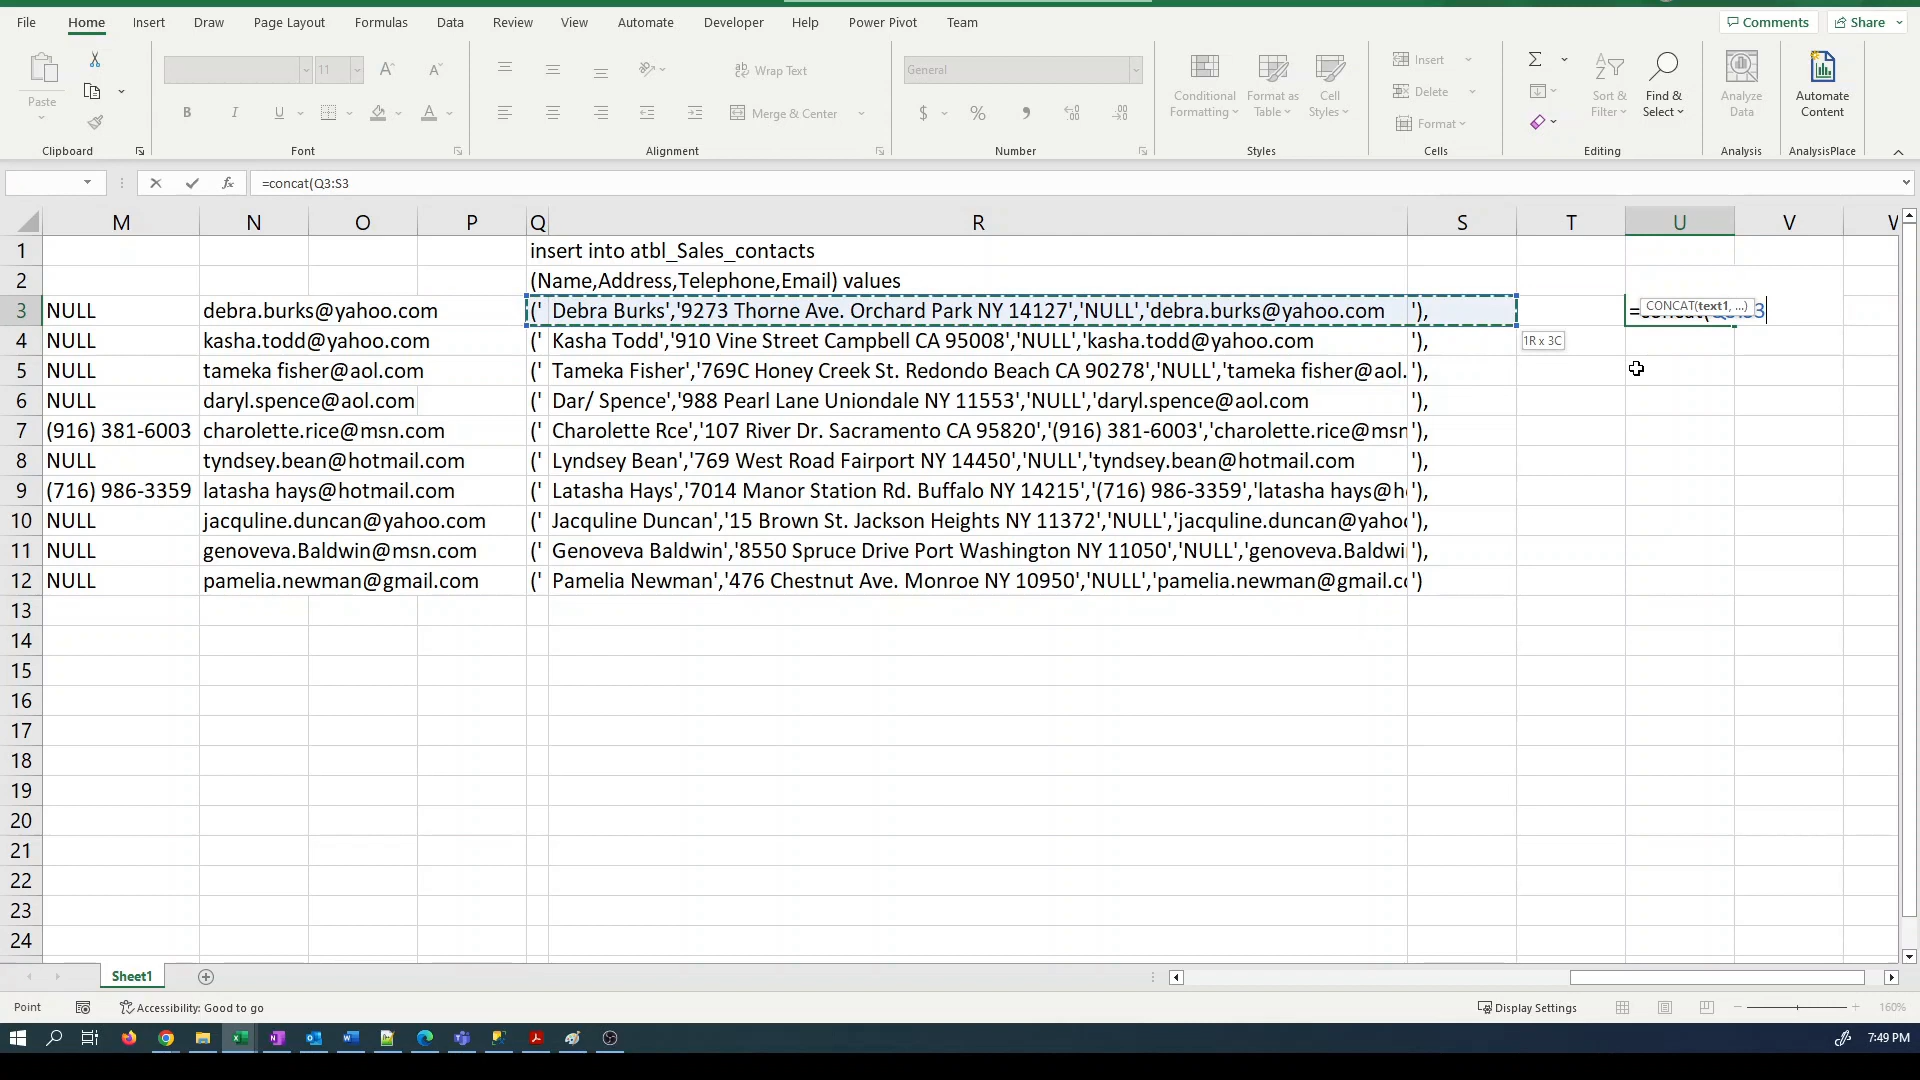 File Home Insert Draw Page Layout Formulas Data Review View Automate Developer Help Power Pivot Team Comments Share
Paste 11 B I U A Wrap Text Merge & Center General $ % Conditional Formatting Format as Table Cell Styles Insert Delete Format Sort & Filter Find & Select Analyze Data Automate Content
Clipboard Font Alignment Number Styles Cells Editing Analysis AnalysisPlace
fx =concat(Q3:S3
M N O P Q R S T U V W
1 insert into atbl_Sales_contacts
2 (Name,Address,Telephone,Email) values
3 NULL debra.burks@yahoo.com (' Debra Burks','9273 Thorne Ave. Orchard Park NY 14127','NULL','debra.burks@yahoo.com '), CONCAT(text1, ...)
4 NULL kasha.todd@yahoo.com (' Kasha Todd','910 Vine Street Campbell CA 95008','NULL','kasha.todd@yahoo.com '), 1R x 3C
5 NULL tameka fisher@aol.com (' Tameka Fisher','769C Honey Creek St. Redondo Beach CA 90278','NULL','tameka fisher@aol. '),
6 NULL daryl.spence@aol.com (' Dar/ Spence','988 Pearl Lane Uniondale NY 11553','NULL','daryl.spence@aol.com '),
7 (916) 381-6003 charolette.rice@msn.com (' Charolette Rce','107 River Dr. Sacramento CA 95820','(916) 381-6003','charolette.rice@msn '),
8 NULL tyndsey.bean@hotmail.com (' Lyndsey Bean','769 West Road Fairport NY 14450','NULL','tyndsey.bean@hotmail.com '),
9 (716) 986-3359 latasha hays@hotmail.com (' Latasha Hays','7014 Manor Station Rd. Buffalo NY 14215','(716) 986-3359','latasha hays@h '),
10 NULL jacquline.duncan@yahoo.com (' Jacquline Duncan','15 Brown St. Jackson Heights NY 11372','NULL','jacquline.duncan@yaho '),
11 NULL genoveva.Baldwin@msn.com (' Genoveva Baldwin','8550 Spruce Drive Port Washington NY 11050','NULL','genoveva.Baldwi '),
12 NULL pamelia.newman@gmail.com (' Pamelia Newman','476 Chestnut Ave. Monroe NY 10950','NULL','pamelia.newman@gmail.c ')
13
14
15
16
17
18
19
20
21
22
23
24
Sheet1
Point Accessibility: Good to go Display Settings 160%
7:49 PM